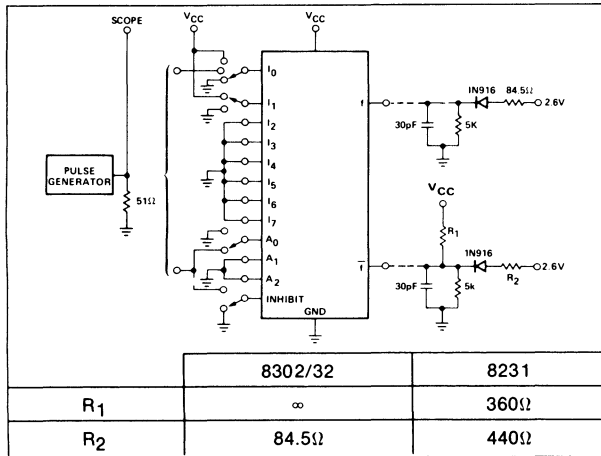 SCOPE
VCC
VCC
I0
I1
I2
I3
I4
I5
I6
I7
A0
A1
A2
INHIBIT
GND
PULSE
GENERATOR
51Ω
f
30pF
5K
1N916
84.5Ω
2.6V
VCC
R1
f̅
30pF
5k
1N916
R2
2.6V
8302/32 8231
R1 ∞ 360Ω
R2 84.5Ω 440Ω